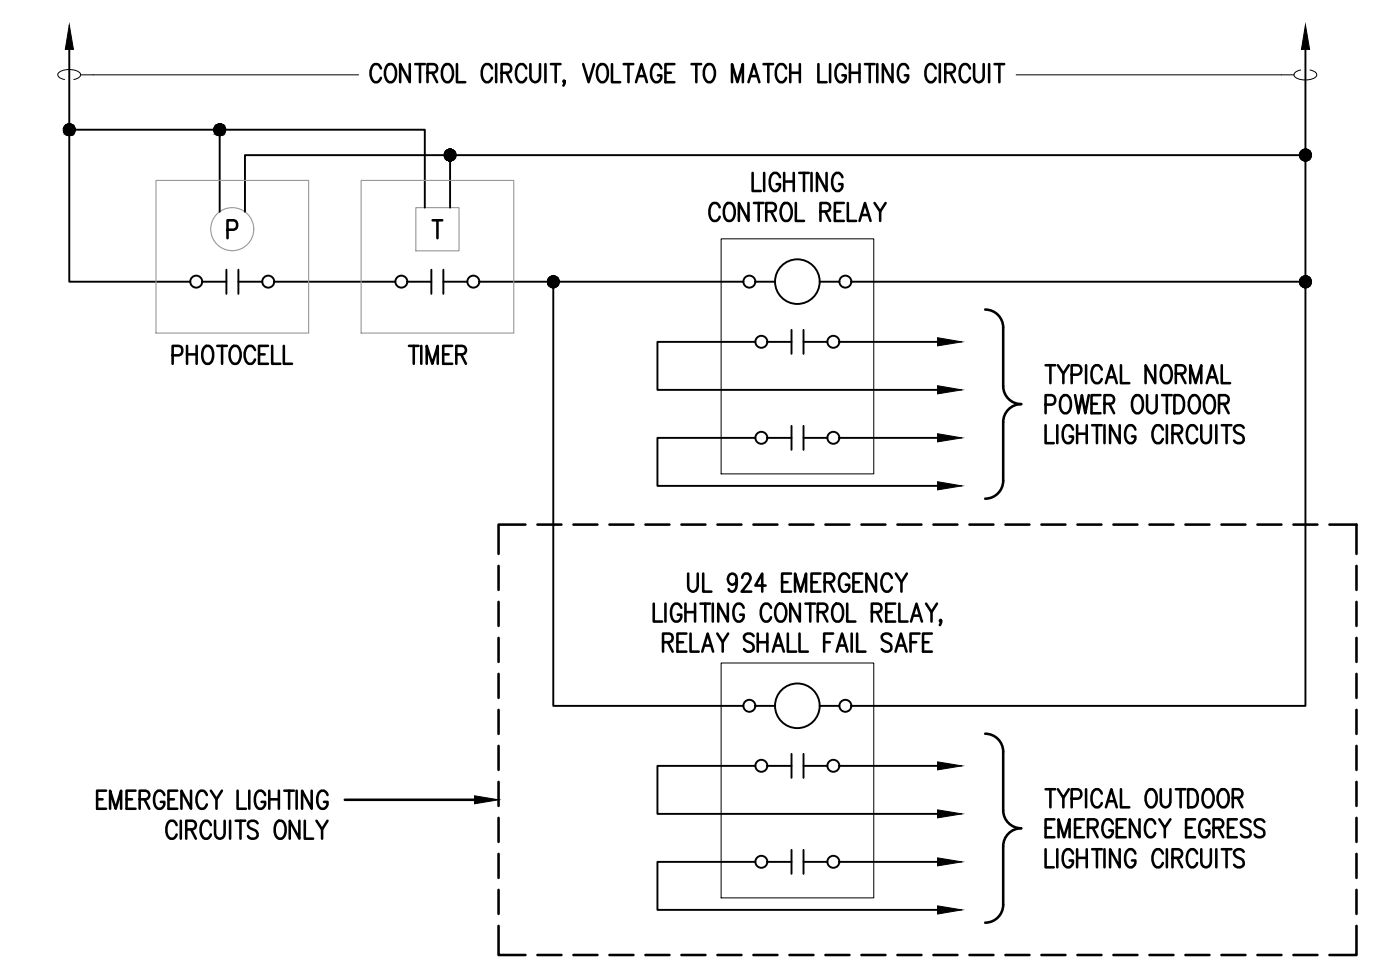 CONTROL CIRCUIT, VOLTAGE TO MATCH LIGHTING CIRCUIT
LIGHTING
CONTROL RELAY
P
T
PHOTOCELL
TIMER
TYPICAL NORMAL
POWER OUTDOOR
LIGHTING CIRCUITS
UL 924 EMERGENCY
LIGHTING CONTROL RELAY,
RELAY SHALL FAIL SAFE
EMERGENCY LIGHTING
CIRCUITS ONLY
TYPICAL OUTDOOR
EMERGENCY EGRESS
LIGHTING CIRCUITS